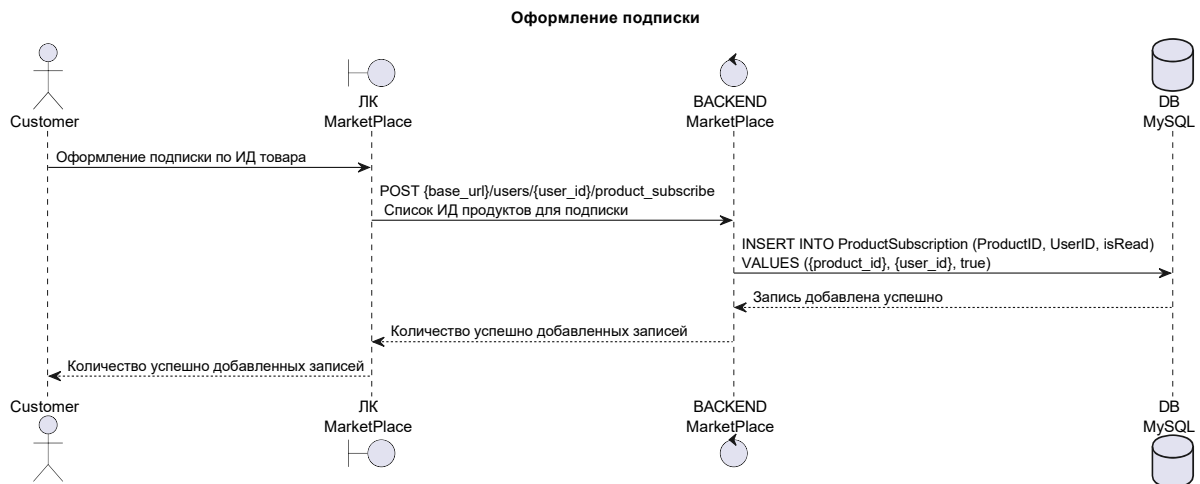 Оформление подписки
Customer
ЛК
MarketPlace
BACKEND
MarketPlace
DB
MySQL
Оформление подписки по ИД товара
POST {base_url}/users/{user_id}/product_subscribe
Список ИД продуктов для подписки
INSERT INTO ProductSubscription (ProductID, UserID, isRead)
VALUES ({product_id}, {user_id}, true)
Запись добавлена успешно
Количество успешно добавленных записей
Количество успешно добавленных записей
Customer
ЛК
MarketPlace
BACKEND
MarketPlace
DB
MySQL